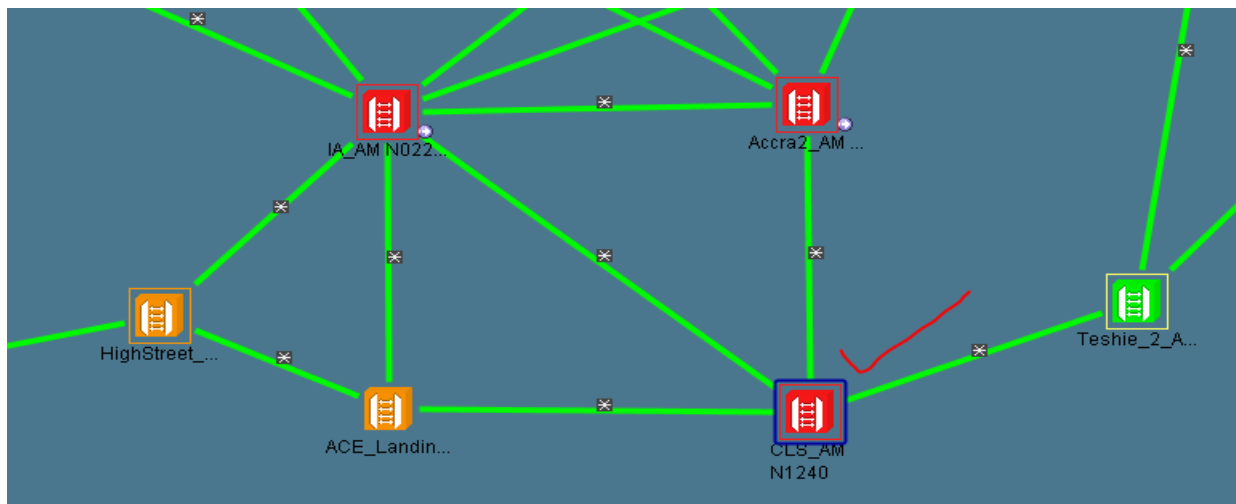 IA_AM N022...
Accra2_AM ...
HighStreet_...
Teshie_2_A...
ACE_Landin...
CLS_AM
N1240